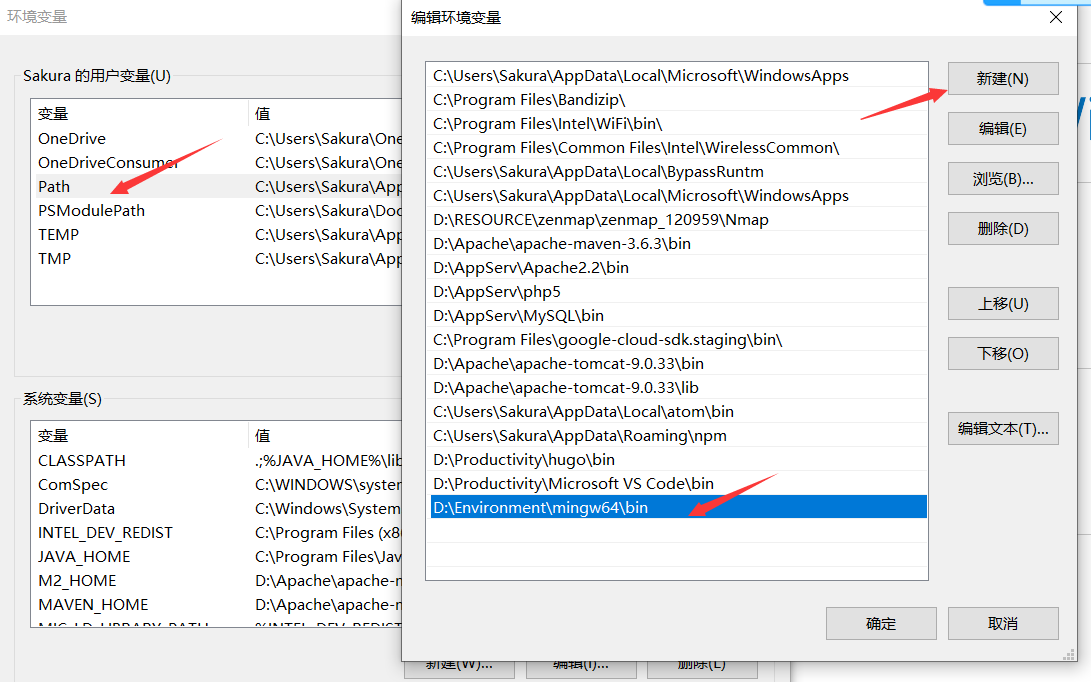 环境变量
Sakura 的用户变量(U)
变量 值
OneDrive C:\Users\Sakura\One
OneDriveConsumer C:\Users\Sakura\One
Path C:\Users\Sakura\App
PSModulePath C:\Users\Sakura\Doc
TEMP C:\Users\Sakura\App
TMP C:\Users\Sakura\App
系统变量(S)
变量 值
CLASSPATH .;%JAVA_HOME%\lib
ComSpec C:\WINDOWS\system
DriverData C:\Windows\System
INTEL_DEV_REDIST C:\Program Files (x8
JAVA_HOME C:\Program Files\Jav
M2_HOME D:\Apache\apache-m
MAVEN_HOME D:\Apache\apache-m
MIC_LD_LIBRARY_PATH %INTEL_DEV_REDIST
新建(W)... 编辑(I)... 删除(L)
编辑环境变量
C:\Users\Sakura\AppData\Local\Microsoft\WindowsApps
C:\Program Files\Bandizip\
C:\Program Files\Intel\WiFi\bin\
C:\Program Files\Common Files\Intel\WirelessCommon\
C:\Users\Sakura\AppData\Local\BypassRuntm
C:\Users\Sakura\AppData\Local\Microsoft\WindowsApps
D:\RESOURCE\zenmap\zenmap_120959\Nmap
D:\Apache\apache-maven-3.6.3\bin
D:\AppServ\Apache2.2\bin
D:\AppServ\php5
D:\AppServ\MySQL\bin
C:\Program Files\google-cloud-sdk.staging\bin\
D:\Apache\apache-tomcat-9.0.33\bin
D:\Apache\apache-tomcat-9.0.33\lib
C:\Users\Sakura\AppData\Local\atom\bin
C:\Users\Sakura\AppData\Roaming\npm
D:\Productivity\hugo\bin
D:\Productivity\Microsoft VS Code\bin
D:\Environment\mingw64\bin
新建(N)
编辑(E)
浏览(B)...
删除(D)
上移(U)
下移(O)
编辑文本(T)...
确定 取消